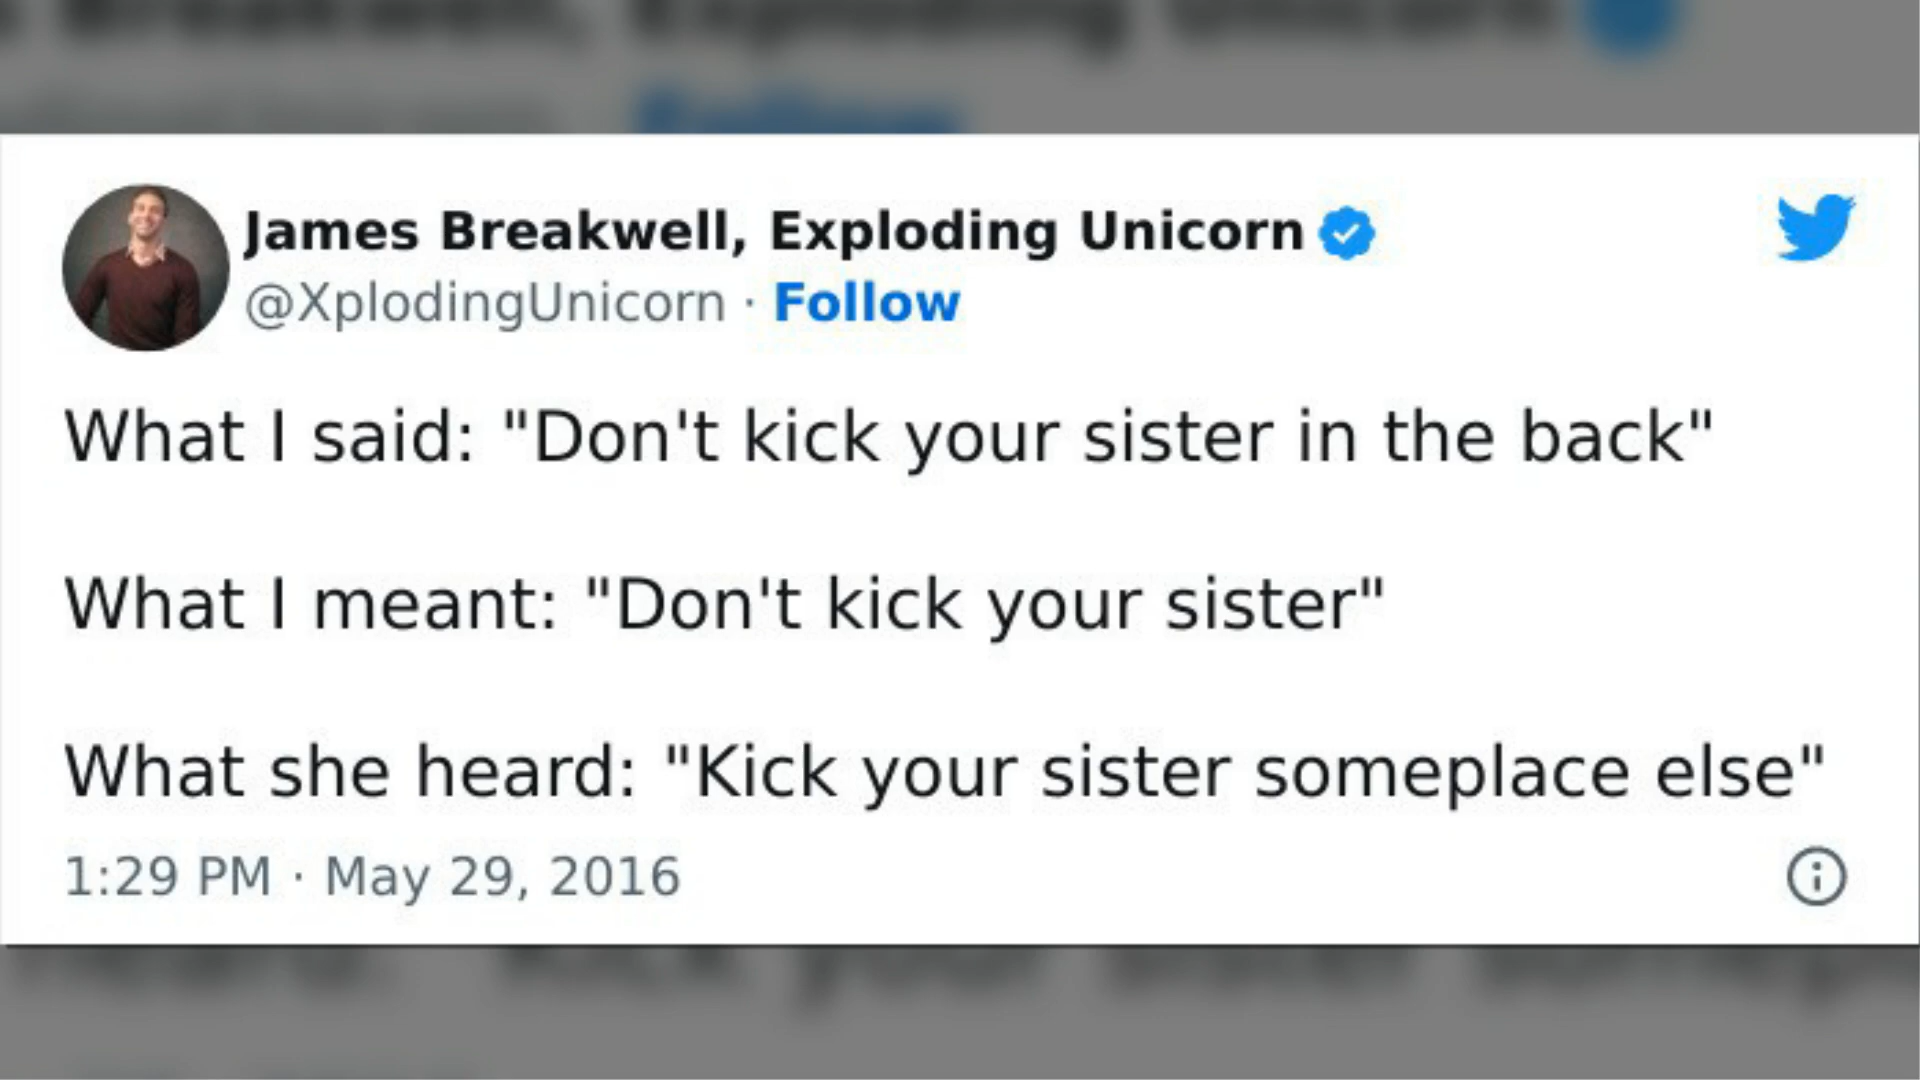 James Breakwell, Exploding Unicorn
@XplodingUnicorn · Follow
What I said: "Don't kick your sister in the back"
What I meant: "Don't kick your sister"
What she heard: "Kick your sister someplace else"
1:29 PM · May 29, 2016